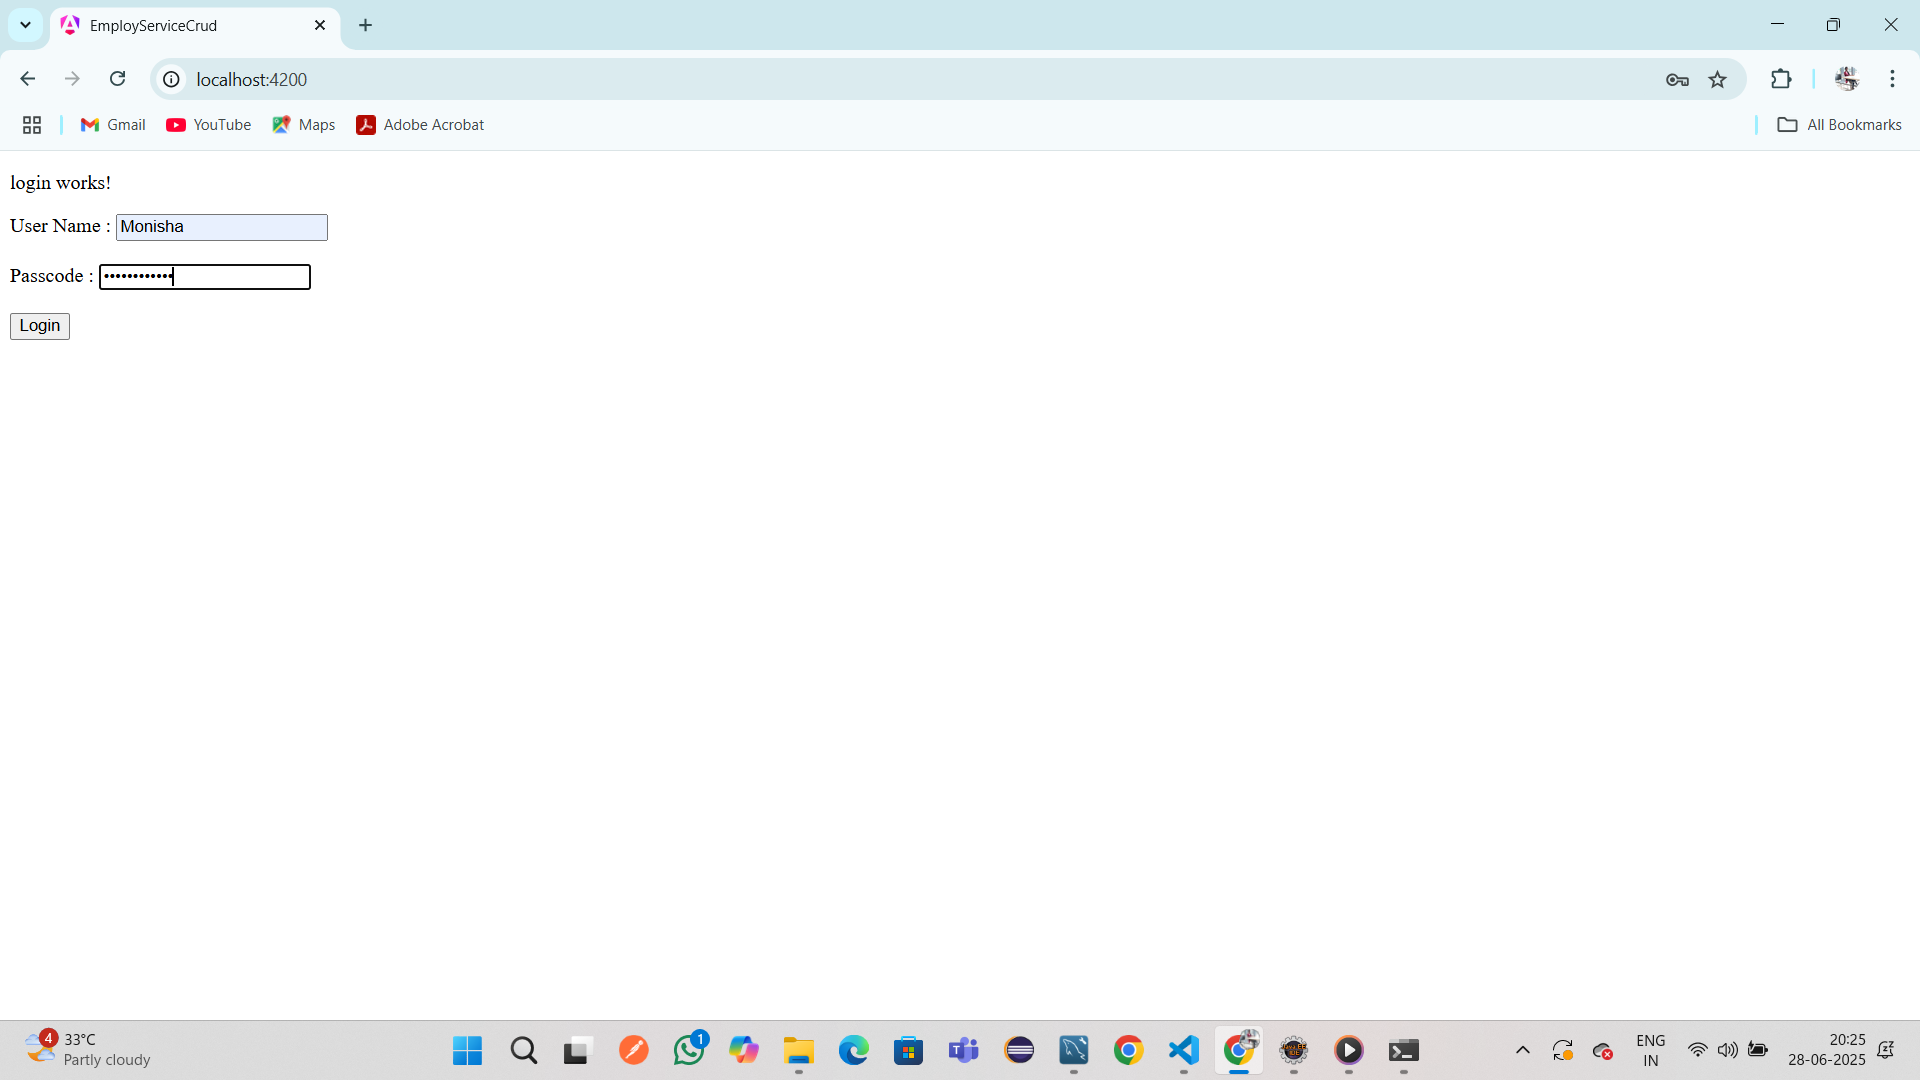 EmployServiceCrud
localhost:4200
Gmail YouTube Maps Adobe Acrobat All Bookmarks
login works!
User Name : Monisha
Passcode : ••••••••••••
Login
4 33°C
Partly cloudy
1
ENG
IN
20:25
28-06-2025